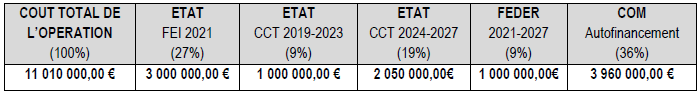 COUT TOTAL DE L'OPERATION (100%)
ETAT FEI 2021 (27%)
ETAT CCT 2019-2023 (9%)
ETAT CCT 2024-2027 (19%)
FEDER 2021-2027 (9%)
COM Autofinancement (36%)
11 010 000,00 € 3 000 000,00 € 1 000 000,00 € 2 050 000,00€ 1 000 000,00€ 3 960 000,00 €